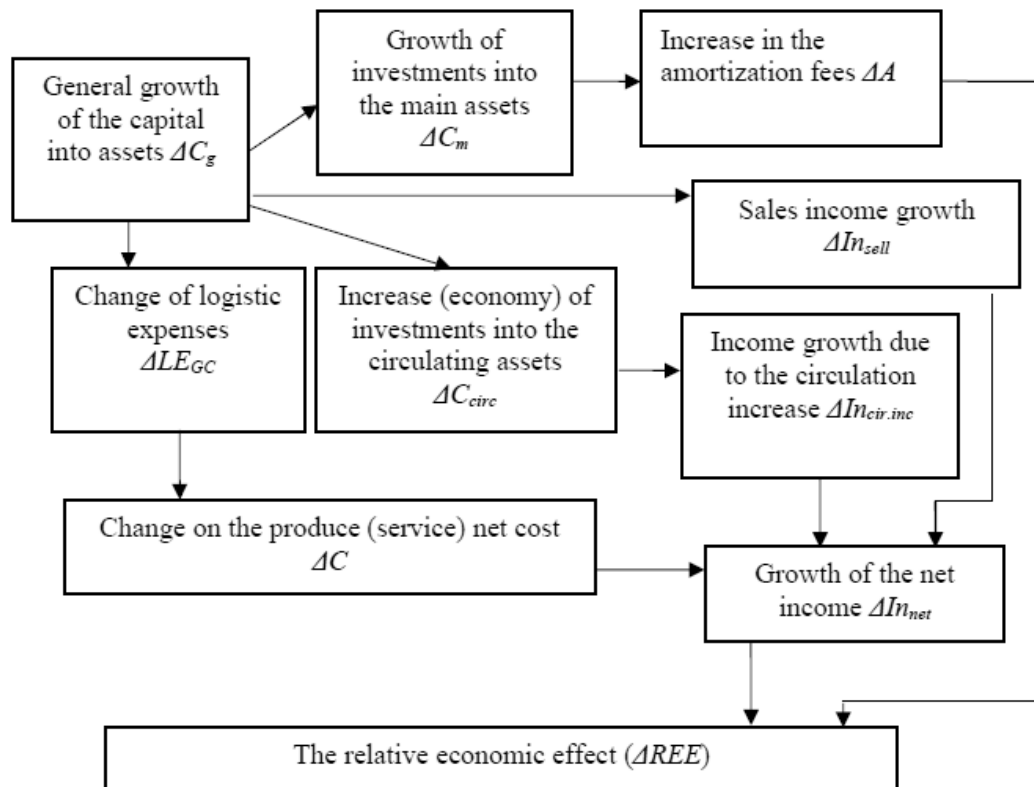 General growth
of the capital
into assets ΔCg
Growth of
investments into
the main assets
ΔCm
Increase in the
amortization fees ΔA
Sales income growth
ΔInsell
Change of logistic
expenses
ΔLEGC
Increase (economy) of
investments into the
circulating assets
ΔCcirc
Income growth due
to the circulation
increase ΔIncir.inc
Change on the produce (service) net cost
ΔC
Growth of the net
income ΔInnet
The relative economic effect (ΔREE)